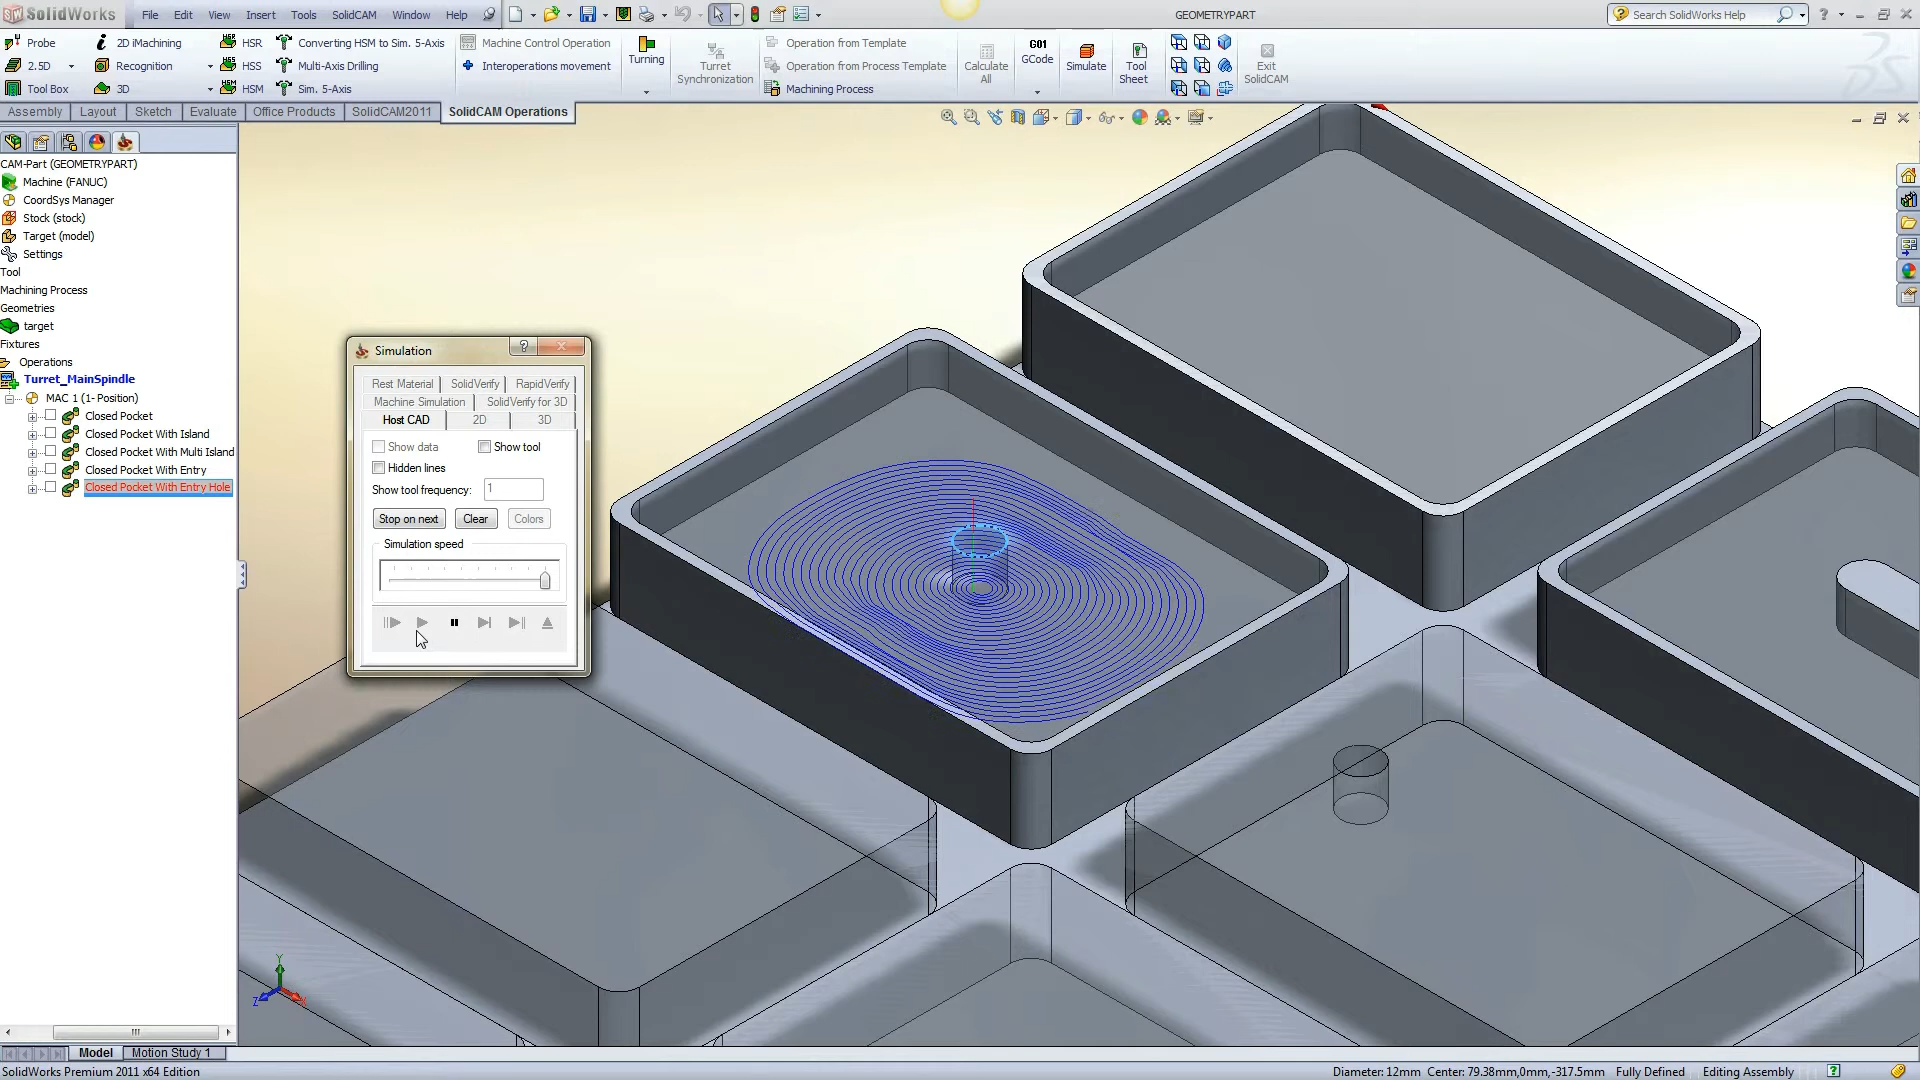 SolidWorks File Edit View Insert Tools SolidCAM Window Help GEOMETRYPART Search SolidWorks Help
Probe 2D iMachining HSR Converting HSM to Sim. 5-Axis Machine Control Operation Operation from Template
2.5D Recognition HSS Multi-Axis Drilling Interoperations movement Operation from Process Template
Tool Box 3D HSM Sim. 5-Axis Machining Process
Turning
Turret Synchronization
Calculate All
G01 GCode
Simulate
Tool Sheet
Exit SolidCAM
Assembly Layout Sketch Evaluate Office Products SolidCAM2011 SolidCAM Operations
CAM-Part (GEOMETRYPART)
Machine (FANUC)
CoordSys Manager
Stock (stock)
Target (model)
Settings
Tool
Machining Process
Geometries
target
Fixtures
Operations
Turret_MainSpindle
MAC 1 (1- Position)
Closed Pocket
Closed Pocket With Island
Closed Pocket With Multi Island
Closed Pocket With Entry
Closed Pocket With Entry Hole
Simulation
Rest Material SolidVerify RapidVerify
Machine Simulation SolidVerify for 3D
Host CAD 2D 3D
Show data Show tool
Hidden lines
Show tool frequency: 1
Stop on next Clear Colors
Simulation speed
Y
Z X
Model Motion Study 1
SolidWorks Premium 2011 x64 Edition Diameter: 12mm Center: 79.38mm,0mm,-317.5mm Fully Defined Editing Assembly